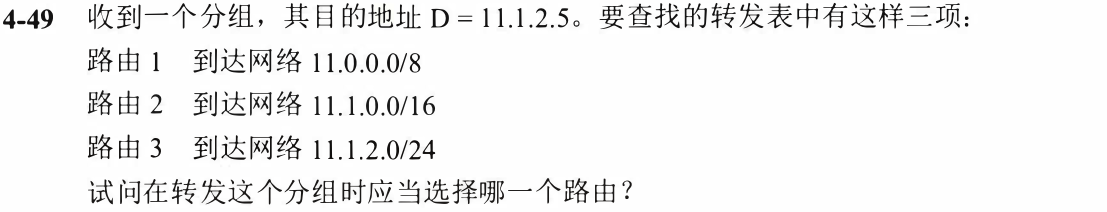 4-49 收到一个分组，其目的地址 D = 11.1.2.5。要查找的转发表中有这样三项：
路由 1 到达网络 11.0.0.0/8
路由 2 到达网络 11.1.0.0/16
路由 3 到达网络 11.1.2.0/24
试问在转发这个分组时应当选择哪一个路由？